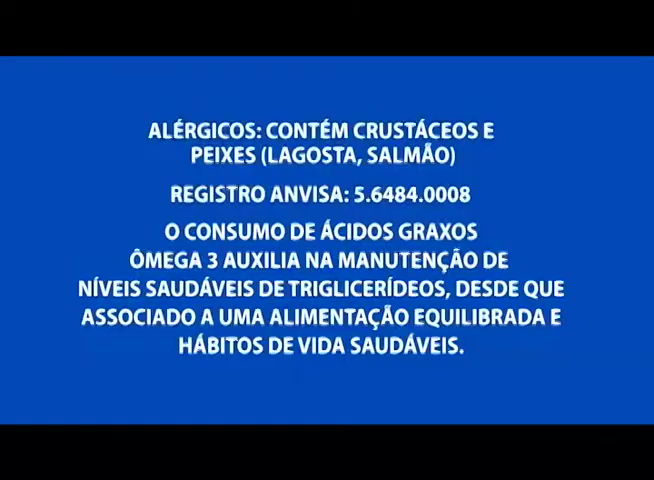 ALÉRGICOS: CONTÉM CRUSTÁCEOS E
PEIXES (LAGOSTA, SALMÃO)
REGISTRO ANVISA: 5.6484.0008
O CONSUMO DE ÁCIDOS GRAXOS
ÔMEGA 3 AUXILIA NA MANUTENÇÃO DE
NÍVEIS SAUDÁVEIS DE TRIGLICERÍDEOS, DESDE QUE
ASSOCIADO A UMA ALIMENTAÇÃO EQUILIBRADA E
HÁBITOS DE VIDA SAUDÁVEIS.